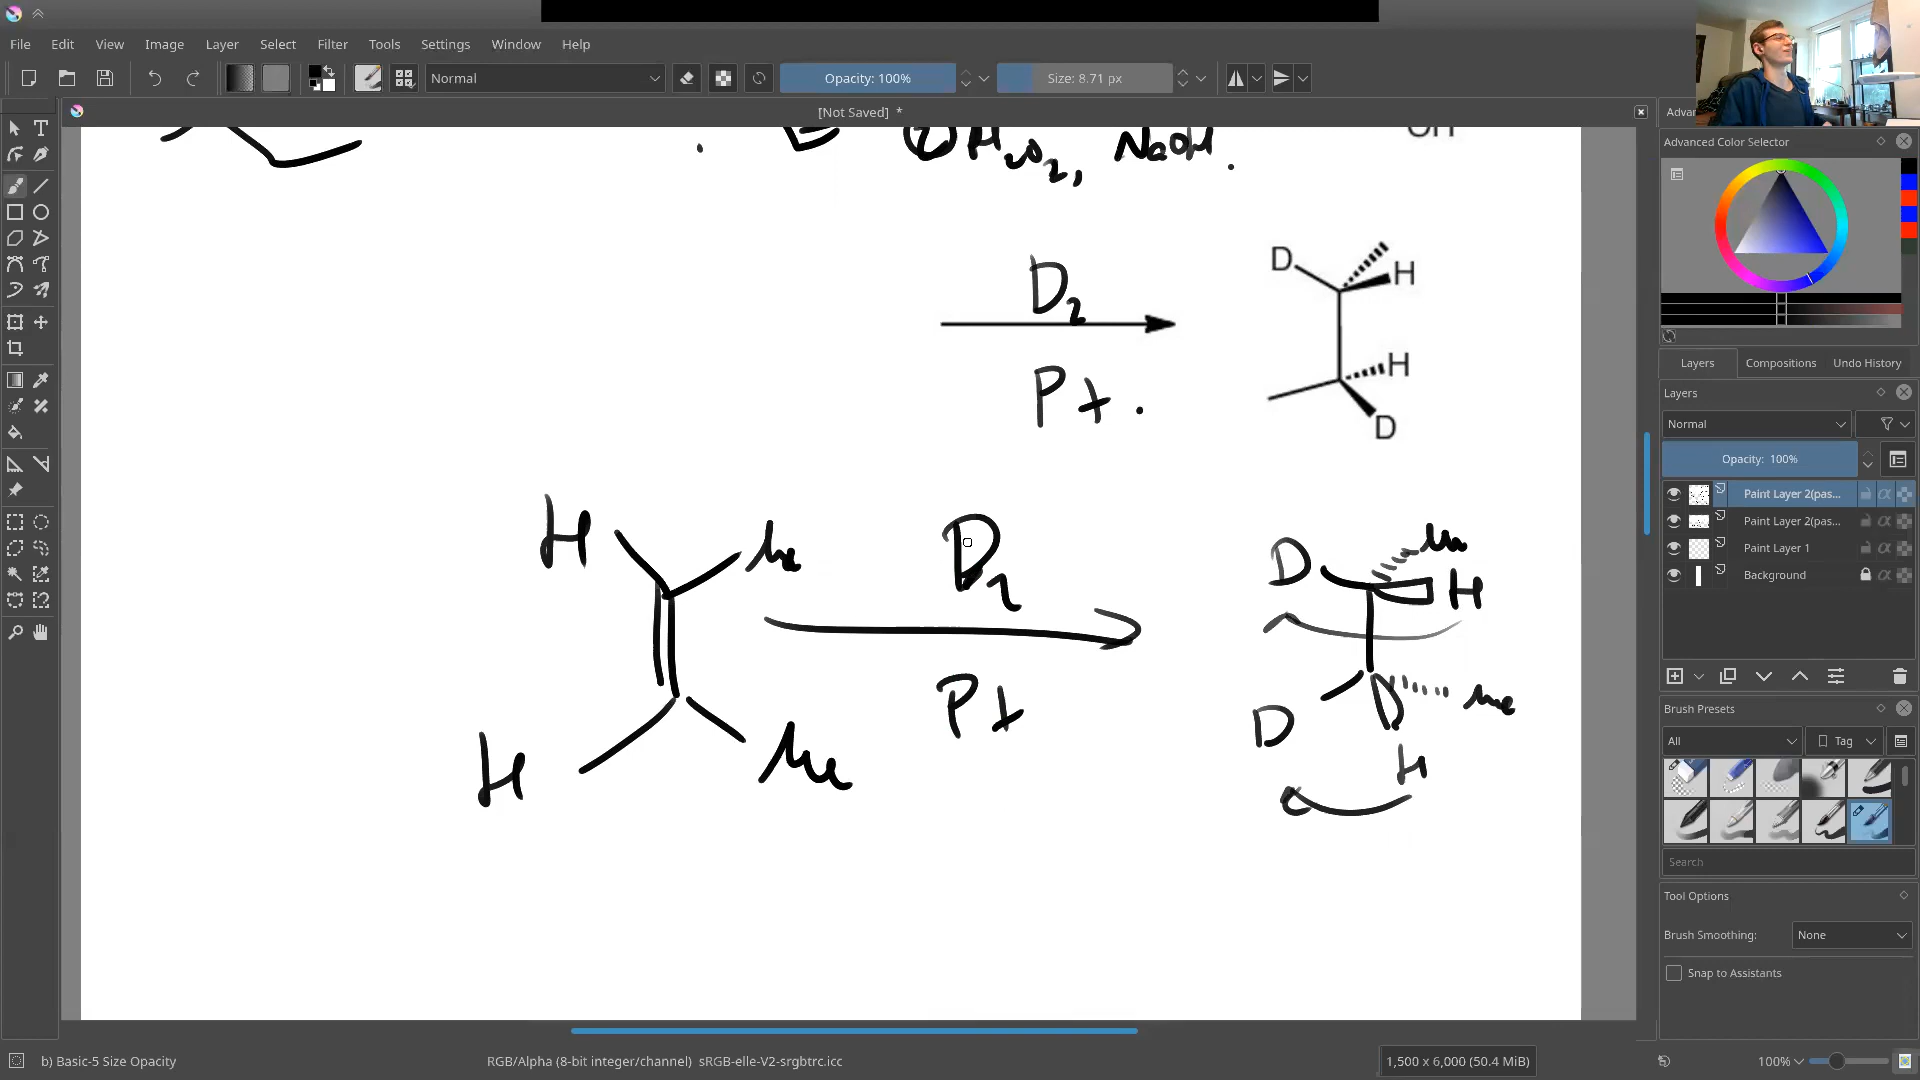 File Edit View Image Layer Select Filter Tools Settings Window Help
Normal Opacity: 100% Size: 8.71 px
[Not Saved] *
② H2O2, NaOH.
OH
D2
Pt.
D H
H
D
H Me
H Me
D2
Pt
D Me
H
D Me
H
Advanced Color Selector
Layers Compositions Undo History
Layers
Normal
Opacity: 100%
Paint Layer 2(pas...
Paint Layer 2(pas...
Paint Layer 1
Background
Brush Presets
All Tag
Search
Tool Options
Brush Smoothing: None
Snap to Assistants
b) Basic-5 Size Opacity RGB/Alpha (8-bit integer/channel) sRGB-elle-V2-srgbtrc.icc 1,500 x 6,000 (50.4 MiB) 100%